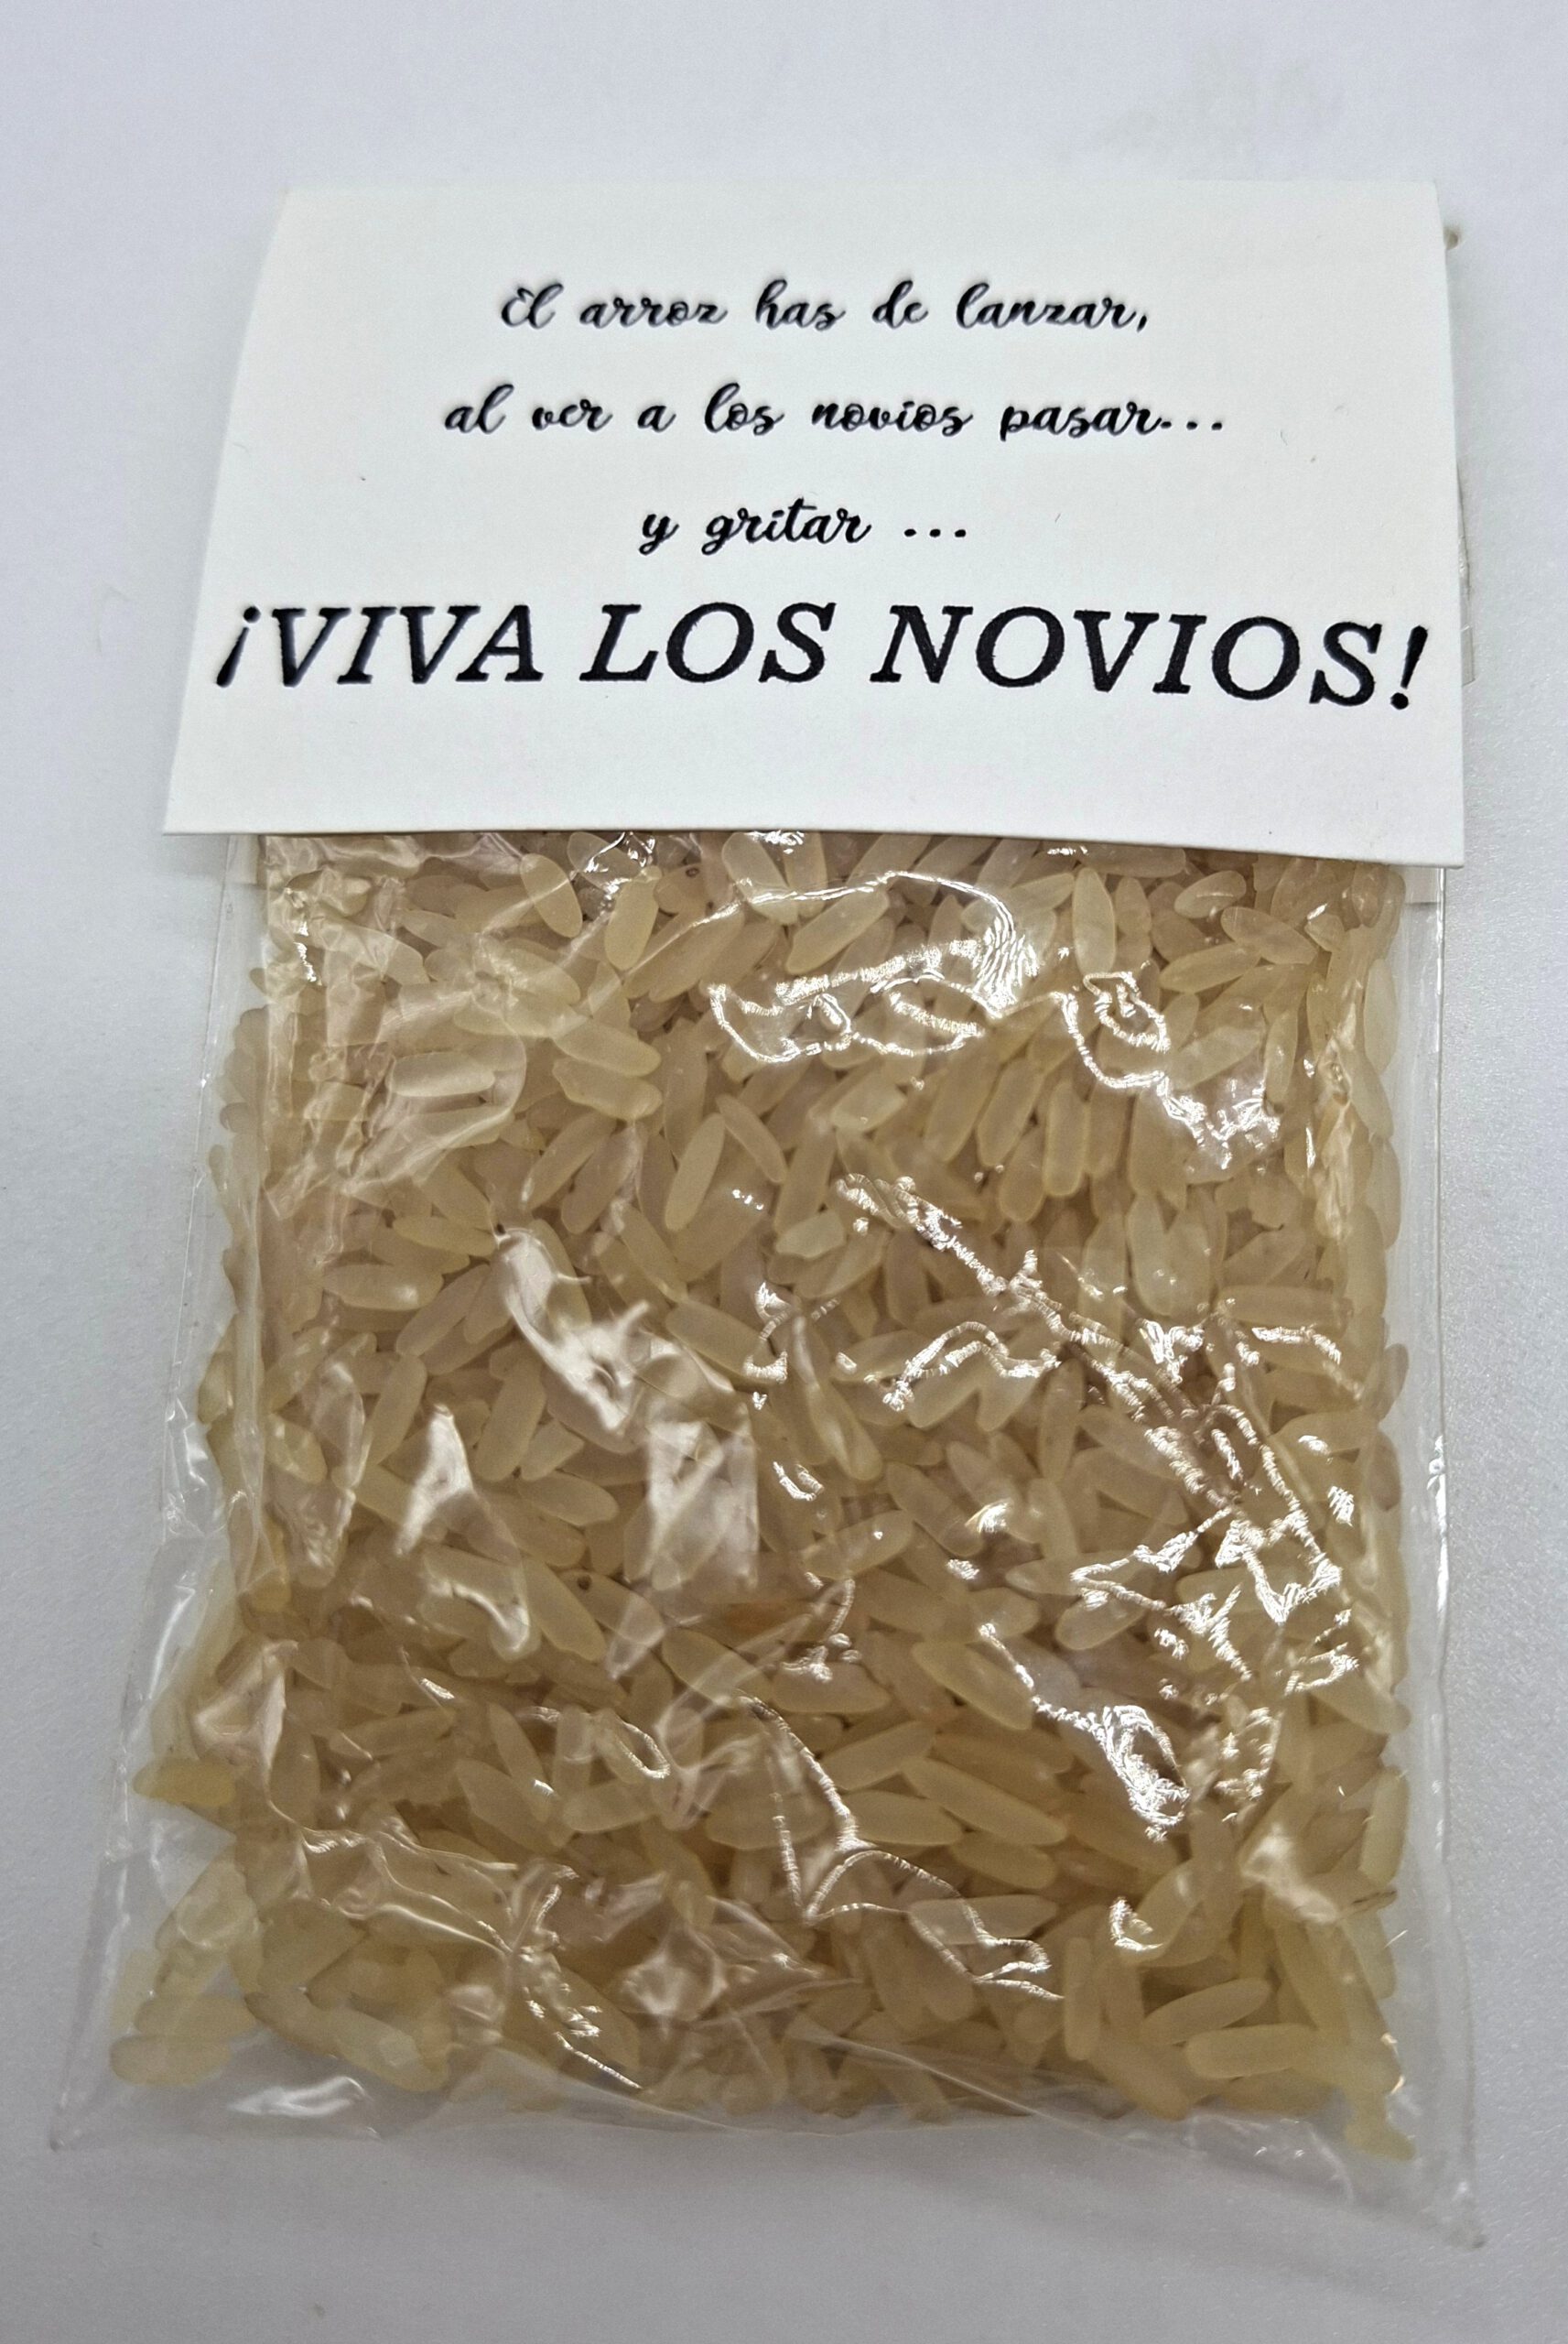 El arroz has de lanzar,
al ver a los novios pasar...
y gritar ...
¡VIVA LOS NOVIOS!